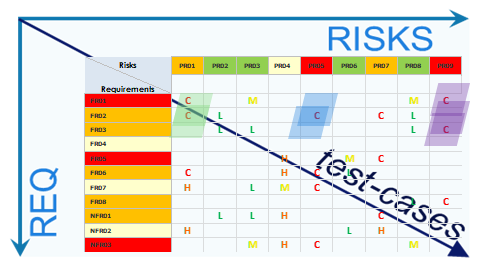 RISKS
Risks
PRD1 PRD2 PRD3 PRD4 PRD5 PRD6 PRD7 PRD8 PRD9
Requirements
FRD1 C M M C
FRD2 C L C C L C
FRD3 L L L C
FRD4
FRD5 H M C
FRD6 C H C L
FRD7 H L M C
FRD8 L C
NFRD1 L L H C
NFRD2 H L H
NFRD3 M H C M
REQ
test-cases